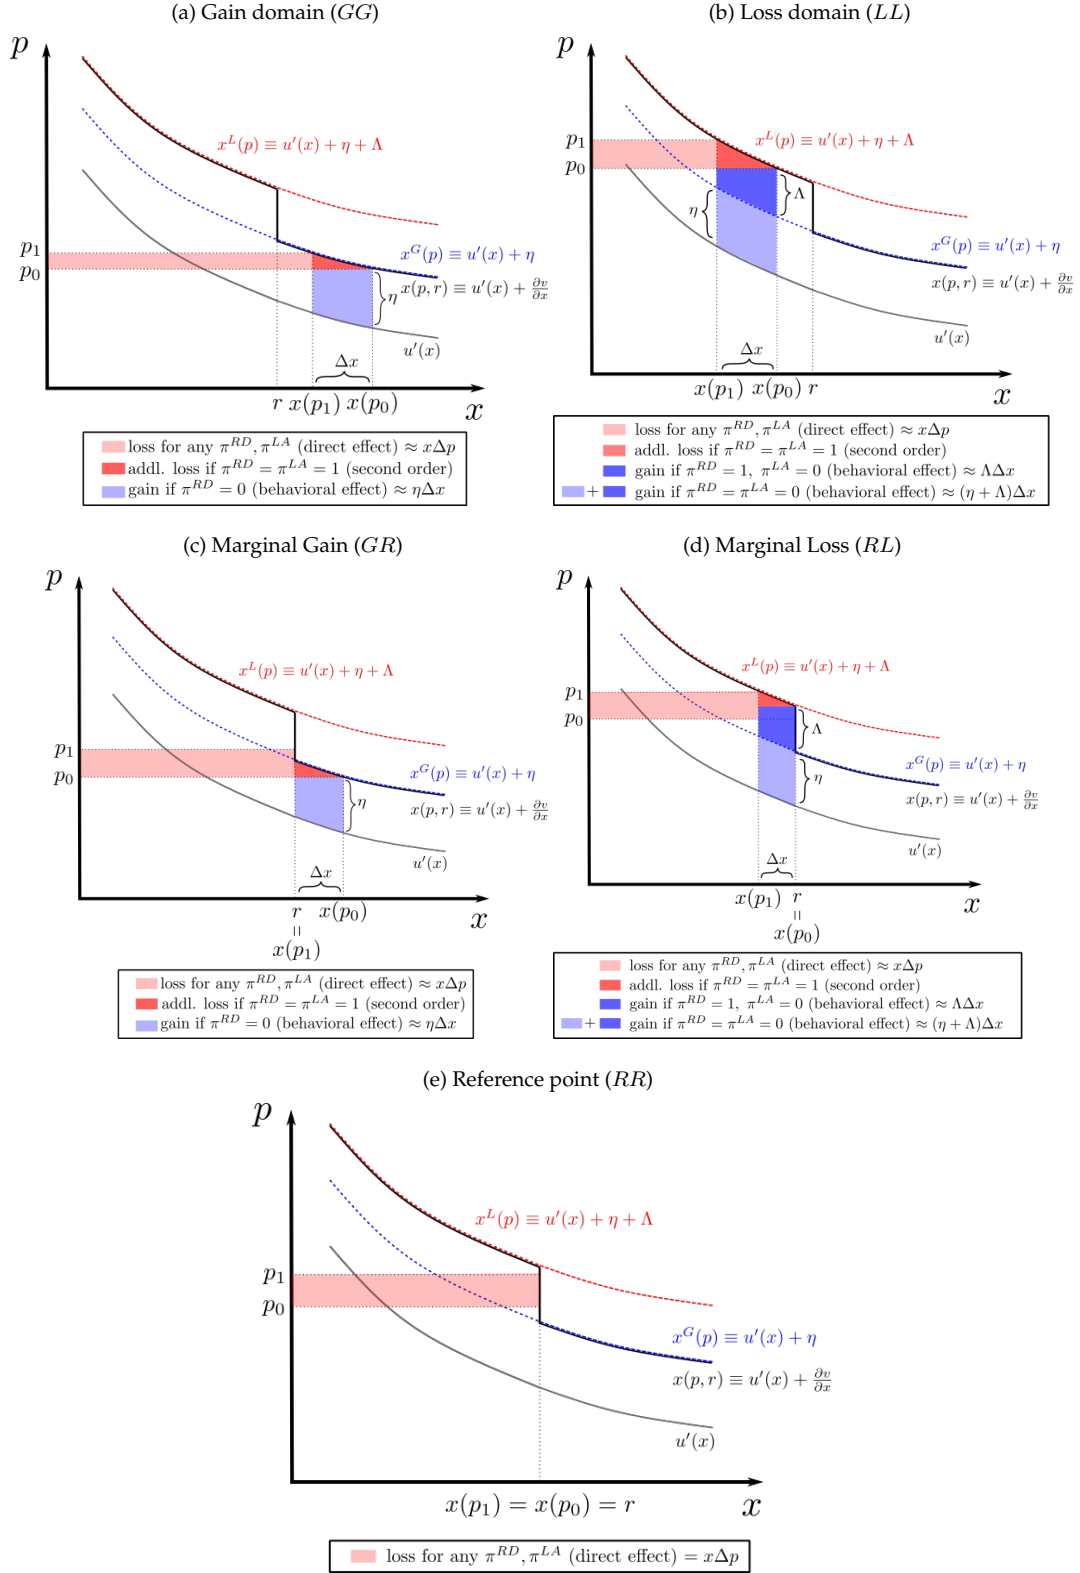 (a) Gain domain (GG)
p
x^L(p) ≡ u′(x) + η + Λ
p₁
p₀
x^G(p) ≡ u′(x) + η
η
x(p, r) ≡ u′(x) + ∂v/∂x
u′(x)
Δx
r x(p₁) x(p₀)
x
loss for any π^RD, π^LA (direct effect) ≈ xΔp
addl. loss if π^RD = π^LA = 1 (second order)
gain if π^RD = 0 (behavioral effect) ≈ ηΔx
(b) Loss domain (LL)
p
p₁
x^L(p) ≡ u′(x) + η + Λ
p₀
Λ
η
x^G(p) ≡ u′(x) + η
x(p, r) ≡ u′(x) + ∂v/∂x
u′(x)
Δx
x(p₁) x(p₀) r
x
loss for any π^RD, π^LA (direct effect) ≈ xΔp
addl. loss if π^RD = π^LA = 1 (second order)
gain if π^RD = 1, π^LA = 0 (behavioral effect) ≈ ΛΔx
+ gain if π^RD = π^LA = 0 (behavioral effect) ≈ (η + Λ)Δx
(c) Marginal Gain (GR)
p
x^L(p) ≡ u′(x) + η + Λ
p₁
p₀
x^G(p) ≡ u′(x) + η
η
x(p, r) ≡ u′(x) + ∂v/∂x
u′(x)
Δx
r x(p₀)
x
=
x(p₁)
loss for any π^RD, π^LA (direct effect) ≈ xΔp
addl. loss if π^RD = π^LA = 1 (second order)
gain if π^RD = 0 (behavioral effect) ≈ ηΔx
(d) Marginal Loss (RL)
p
x^L(p) ≡ u′(x) + η + Λ
p₁
p₀
Λ
η
x^G(p) ≡ u′(x) + η
x(p, r) ≡ u′(x) + ∂v/∂x
u′(x)
Δx
x(p₁) r
x
=
x(p₀)
loss for any π^RD, π^LA (direct effect) ≈ xΔp
addl. loss if π^RD = π^LA = 1 (second order)
gain if π^RD = 1, π^LA = 0 (behavioral effect) ≈ ΛΔx
+ gain if π^RD = π^LA = 0 (behavioral effect) ≈ (η + Λ)Δx
(e) Reference point (RR)
p
x^L(p) ≡ u′(x) + η + Λ
p₁
p₀
x^G(p) ≡ u′(x) + η
x(p, r) ≡ u′(x) + ∂v/∂x
u′(x)
x(p₁) = x(p₀) = r
x
loss for any π^RD, π^LA (direct effect) = xΔp